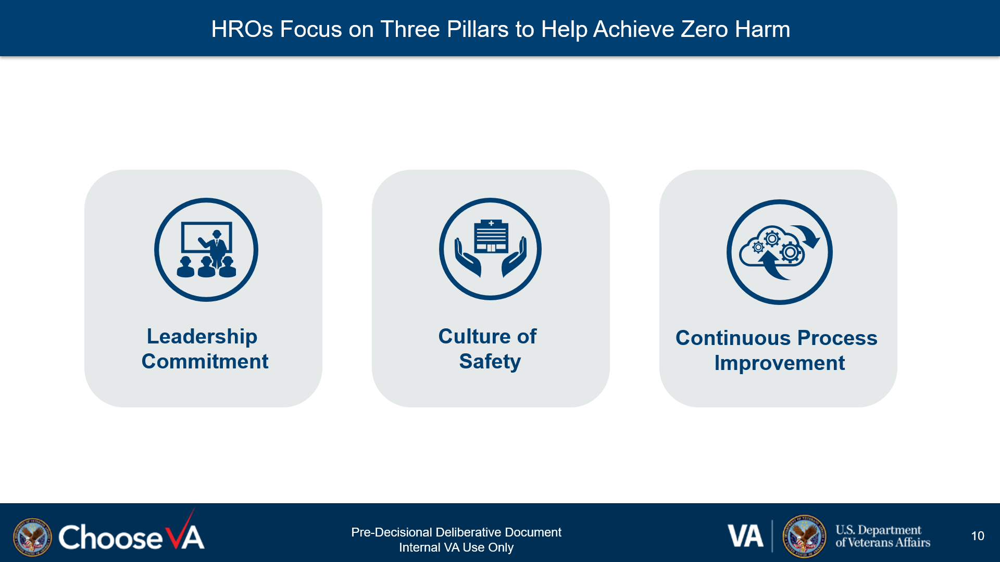 HROs Focus on Three Pillars to Help Achieve Zero Harm
Leadership
Commitment
Culture of
Safety
Continuous Process
Improvement
ChooseVA
Pre-Decisional Deliberative Document
Internal VA Use Only
VA
U.S. Department
of Veterans Affairs
10